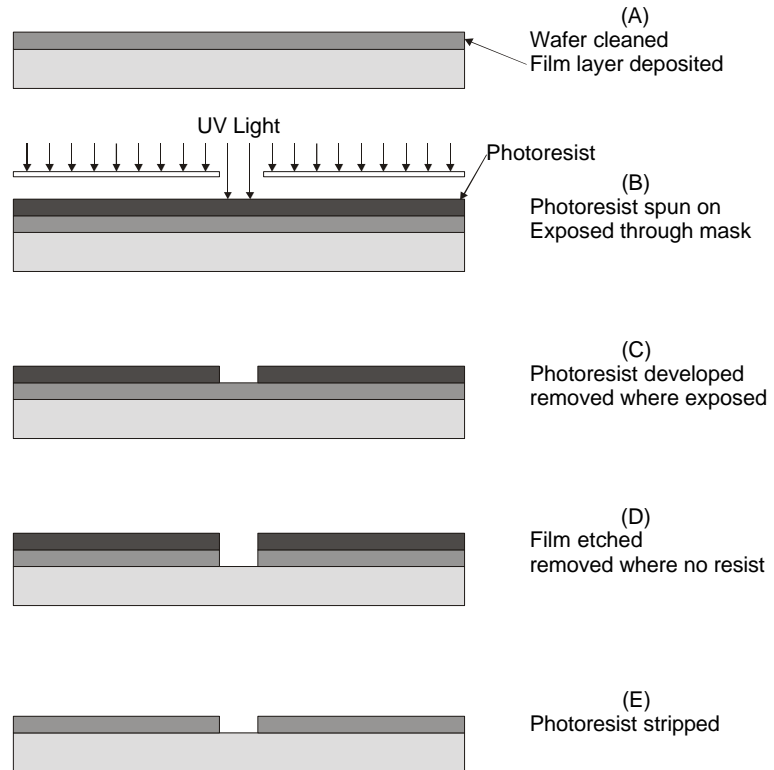 (A)
Wafer cleaned
Film layer deposited
UV Light
Photoresist
(B)
Photoresist spun on
Exposed through mask
(C)
Photoresist developed
removed where exposed
(D)
Film etched
removed where no resist
(E)
Photoresist stripped